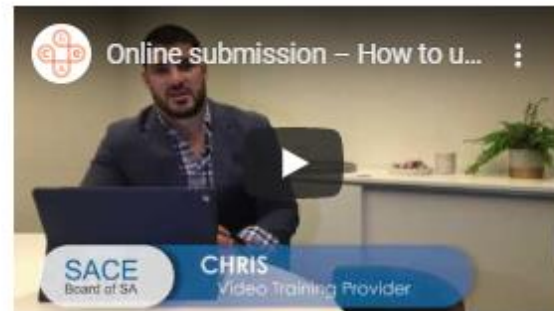 Online submission – How to u...
SACE
Board of SA
CHRIS
Video Training Provider